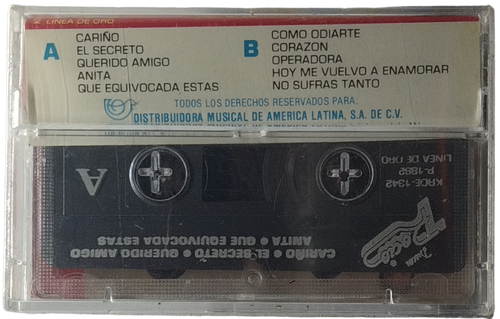 LINEA DE ORO
A
CARIÑO
EL SECRETO
QUERIDO AMIGO
ANITA
QUE EQUIVOCADA ESTAS
B
COMO ODIARTE
CORAZON
OPERADORA
HOY ME VUELVO A ENAMORAR
NO SUFRAS TANTO
TODOS LOS DERECHOS RESERVADOS PARA:
DISTRIBUIDORA MUSICAL DE AMERICA LATINA, S.A. DE C.V.
A
KRCE-1342
P-1992
LINEA DE ORO
CARIÑO • EL SECRETO • QUERIDO AMIGO
ANITA • QUE EQUIVOCADA ESTAS